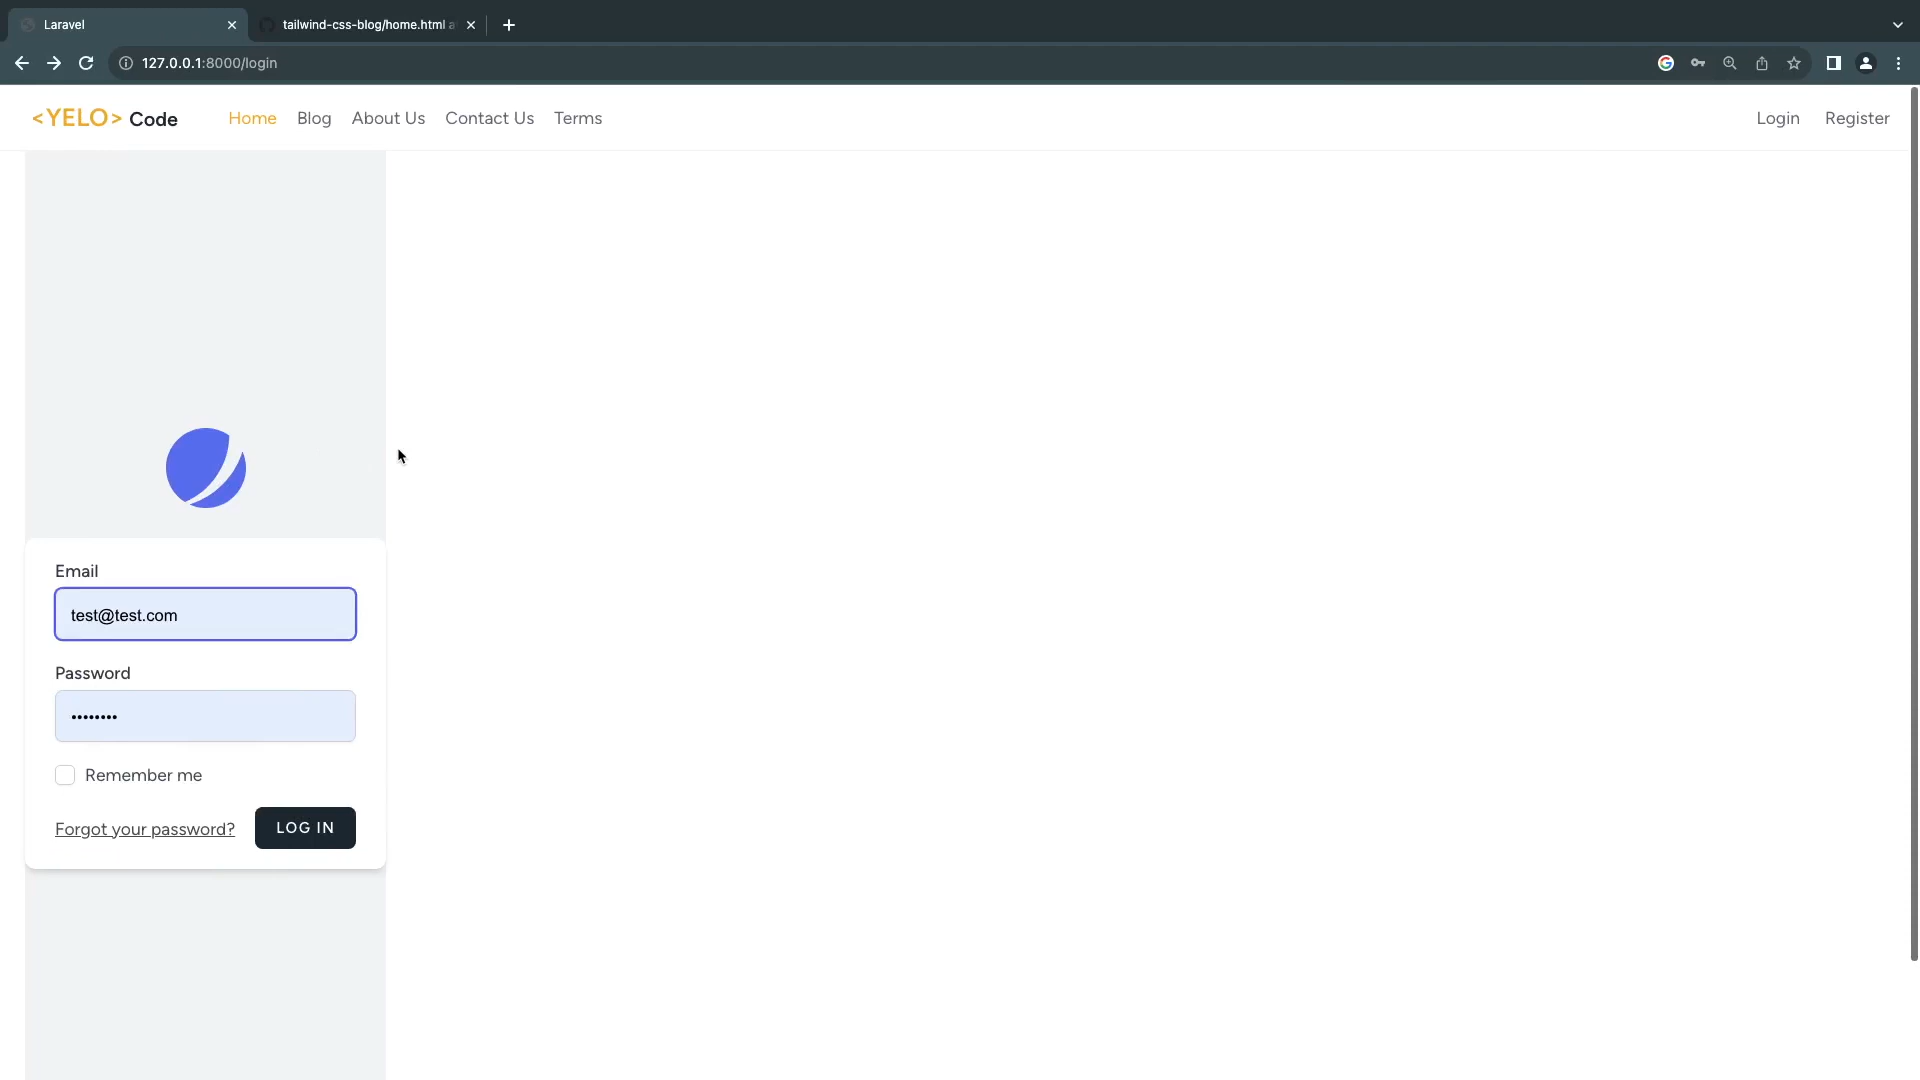 Laravel
tailwind-css-blog/home.html a
127.0.0.1:8000/login
<YELO> Code
Home
Blog
About Us
Contact Us
Terms
Login
Register
Email
test@test.com
Password
••••••••
Remember me
Forgot your password?
LOG IN